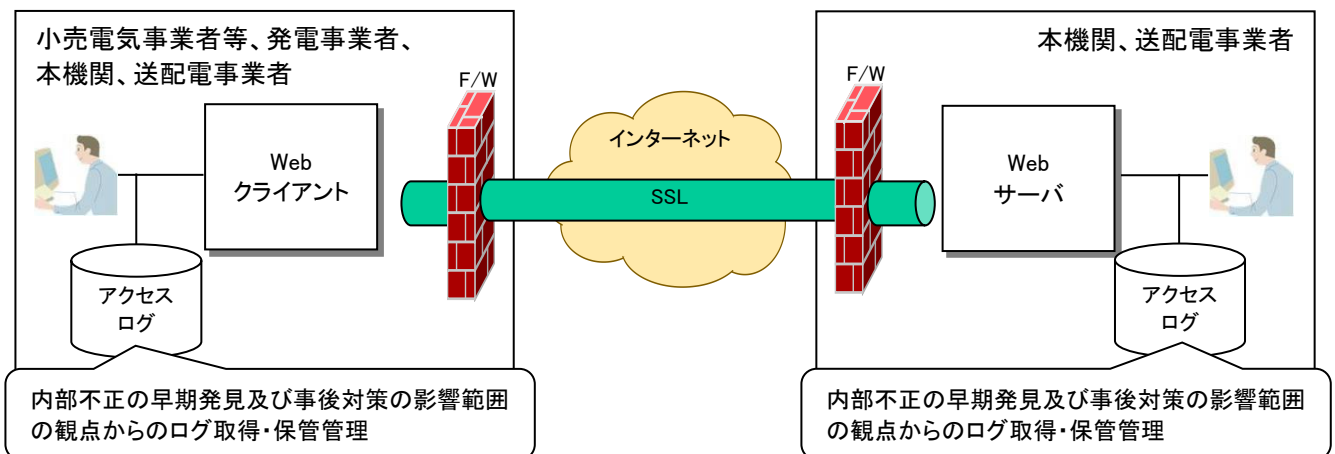 小売電気事業者等、発電事業者、
本機関、送配電事業者
F/W
Web
クライアント
アクセス
ログ
内部不正の早期発見及び事後対策の影響範囲
の観点からのログ取得・保管管理
インターネット
SSL
本機関、送配電事業者
F/W
Web
サーバ
アクセス
ログ
内部不正の早期発見及び事後対策の影響範囲
の観点からのログ取得・保管管理